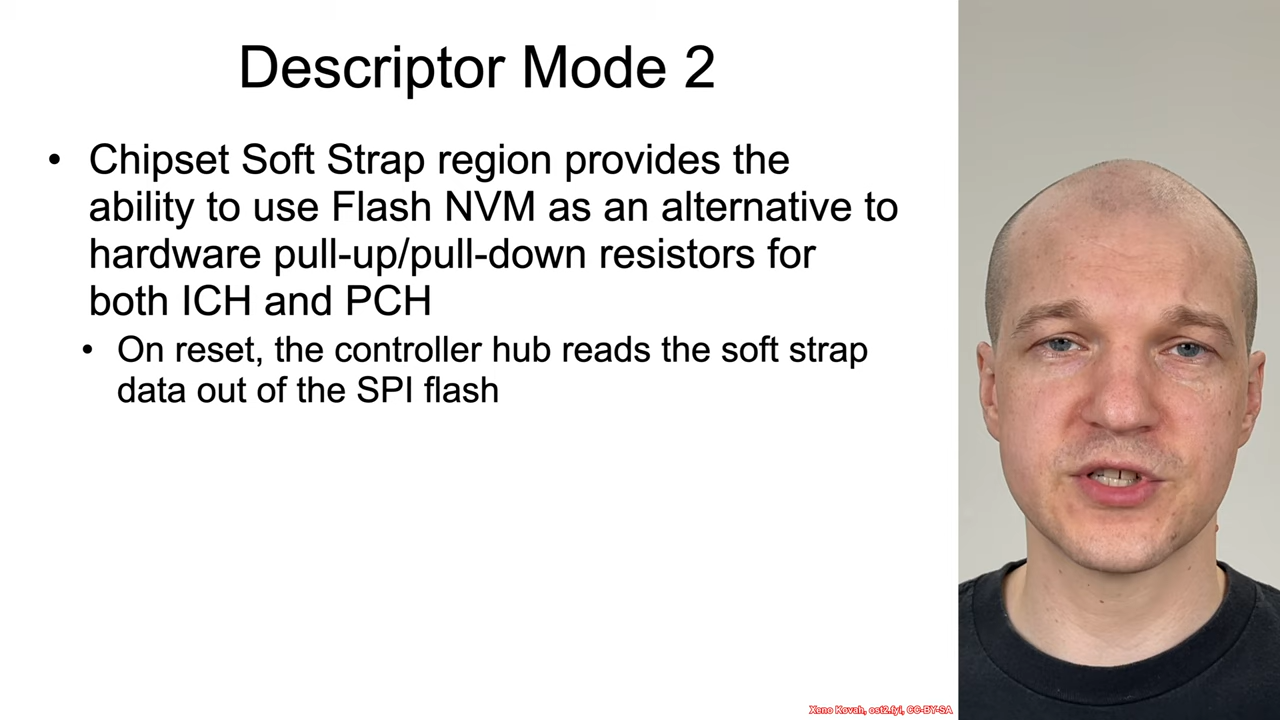 Descriptor Mode 2
• Chipset Soft Strap region provides the
ability to use Flash NVM as an alternative to
hardware pull-up/pull-down resistors for
both ICH and PCH
• On reset, the controller hub reads the soft strap
data out of the SPI flash
Xeno Kovah, ost2.fyi, CC-BY-SA